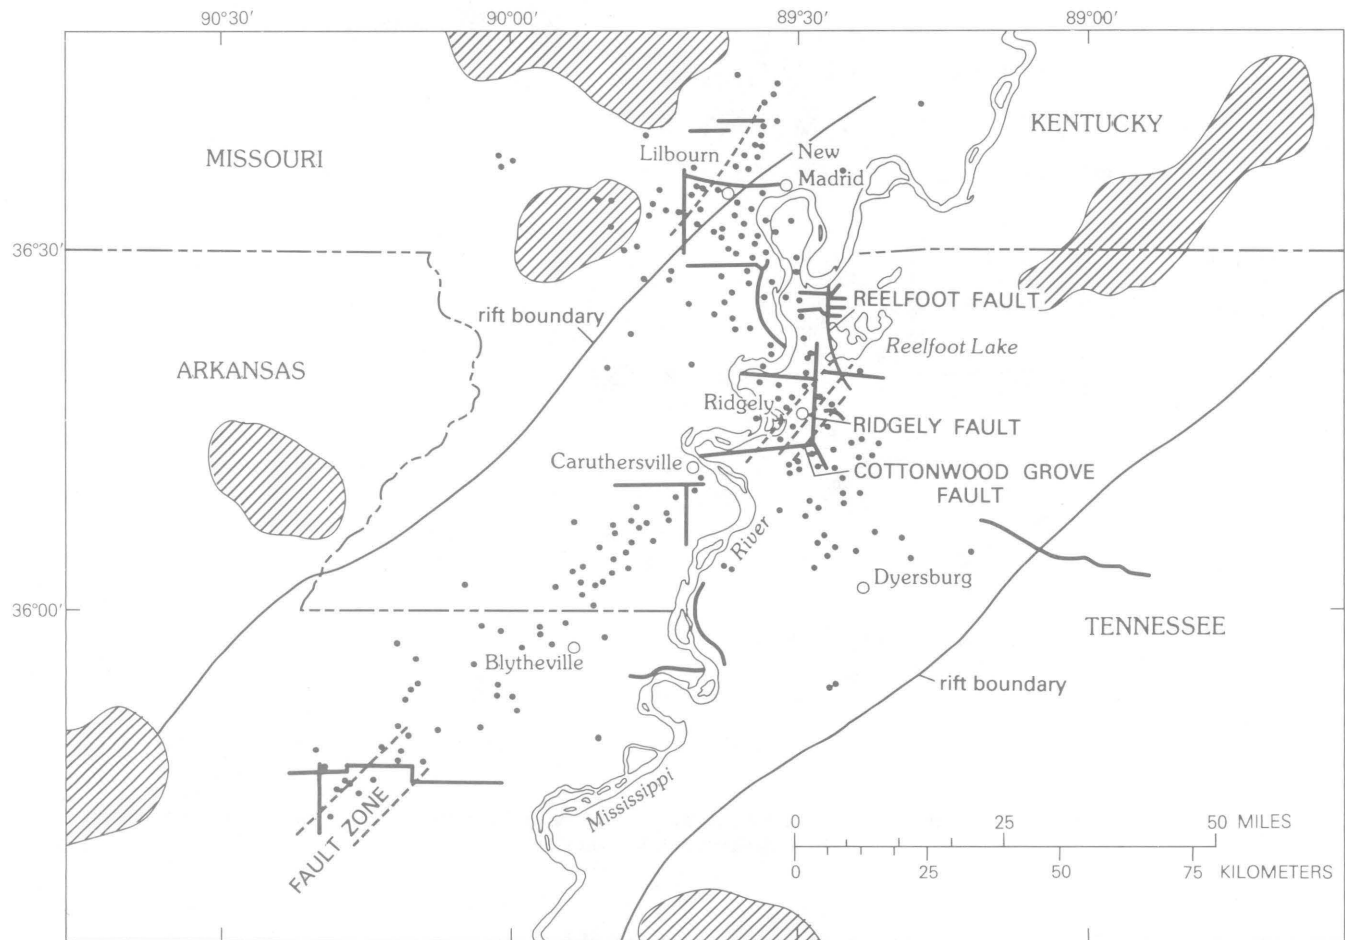 90°30′
90°00′
89°30′
89°00′
KENTUCKY
MISSOURI
Lilbourn
New
Madrid
36°30′
REELFOOT FAULT
rift boundary
Reelfoot Lake
ARKANSAS
Ridgely
RIDGELY FAULT
Caruthersville
COTTONWOOD GROVE
FAULT
River
Dyersburg
36°00′
TENNESSEE
Blytheville
rift boundary
Mississippi
FAULT ZONE
0 25 50 MILES
0 25 50 75 KILOMETERS